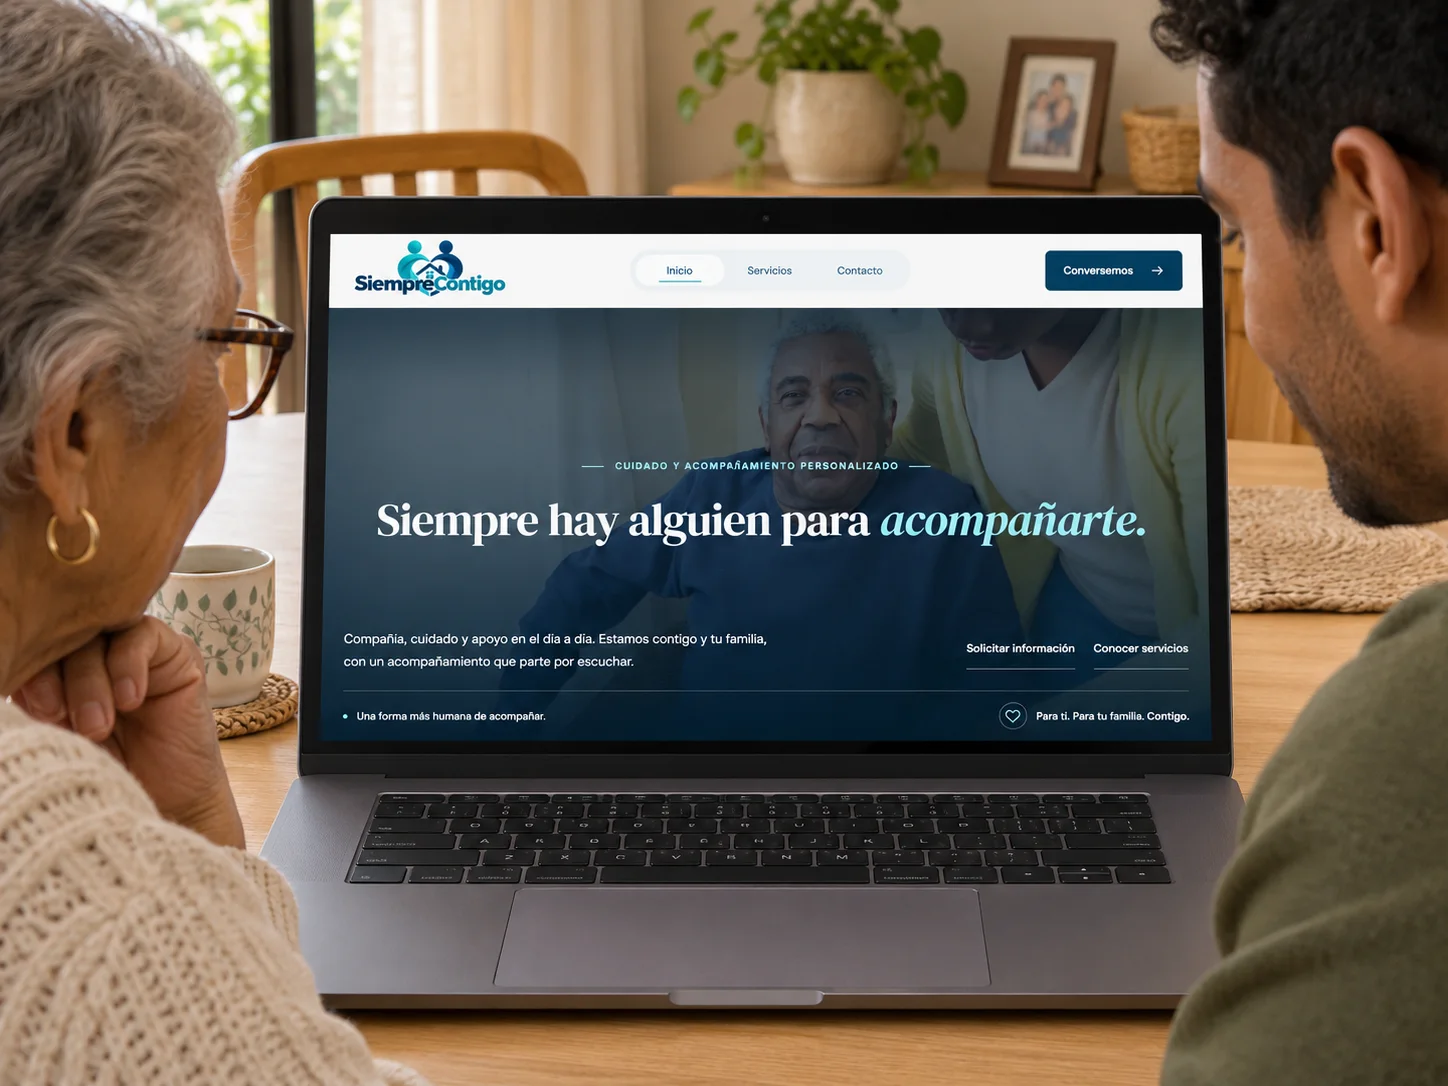 SiempreContigo
Inicio
Servicios
Contacto
Conversemos
CUIDADO Y ACOMPAÑAMIENTO PERSONALIZADO
Siempre hay alguien para acompañarte.
Compañia, cuidado y apoyo en el día a día. Estamos contigo y tu familia,
con un acompañamiento que parte por escuchar.
Solicitar información
Conocer servicios
Una forma más humana de acompañar.
Para ti. Para tu familia. Contigo.